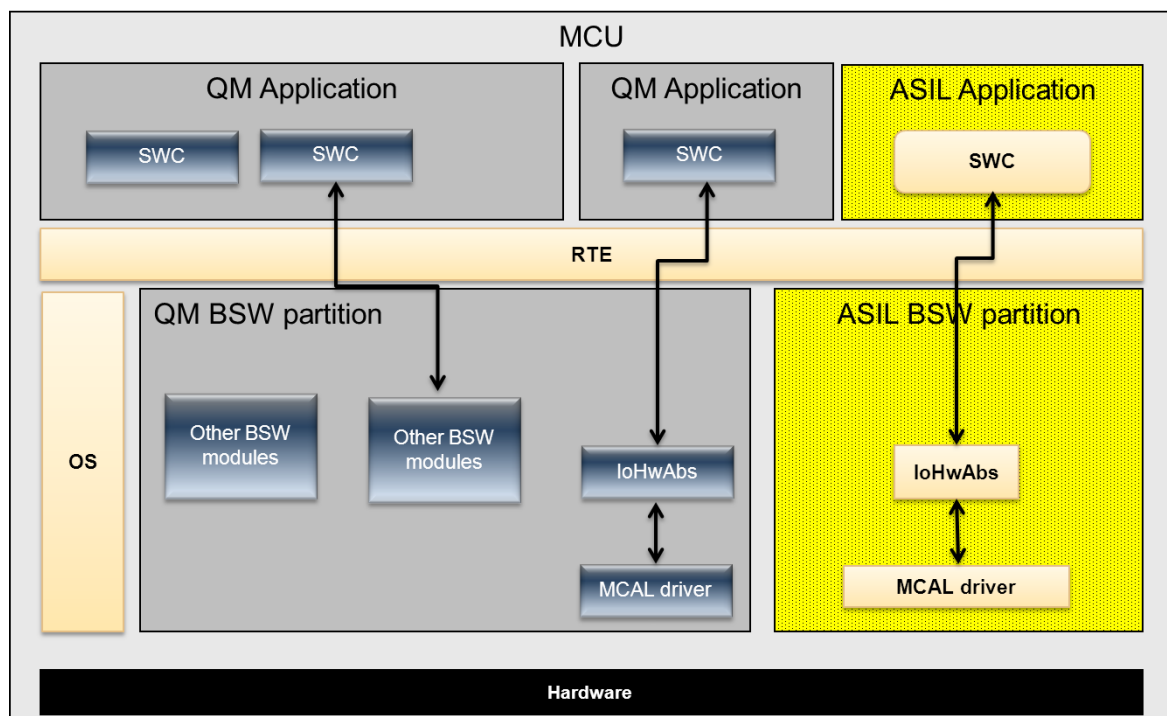 MCU
QM Application
QM Application
ASIL Application
SWC
SWC
SWC
SWC
RTE
OS
QM BSW partition
ASIL BSW partition
Other BSW
modules
Other BSW
modules
IoHwAbs
IoHwAbs
MCAL driver
MCAL driver
Hardware